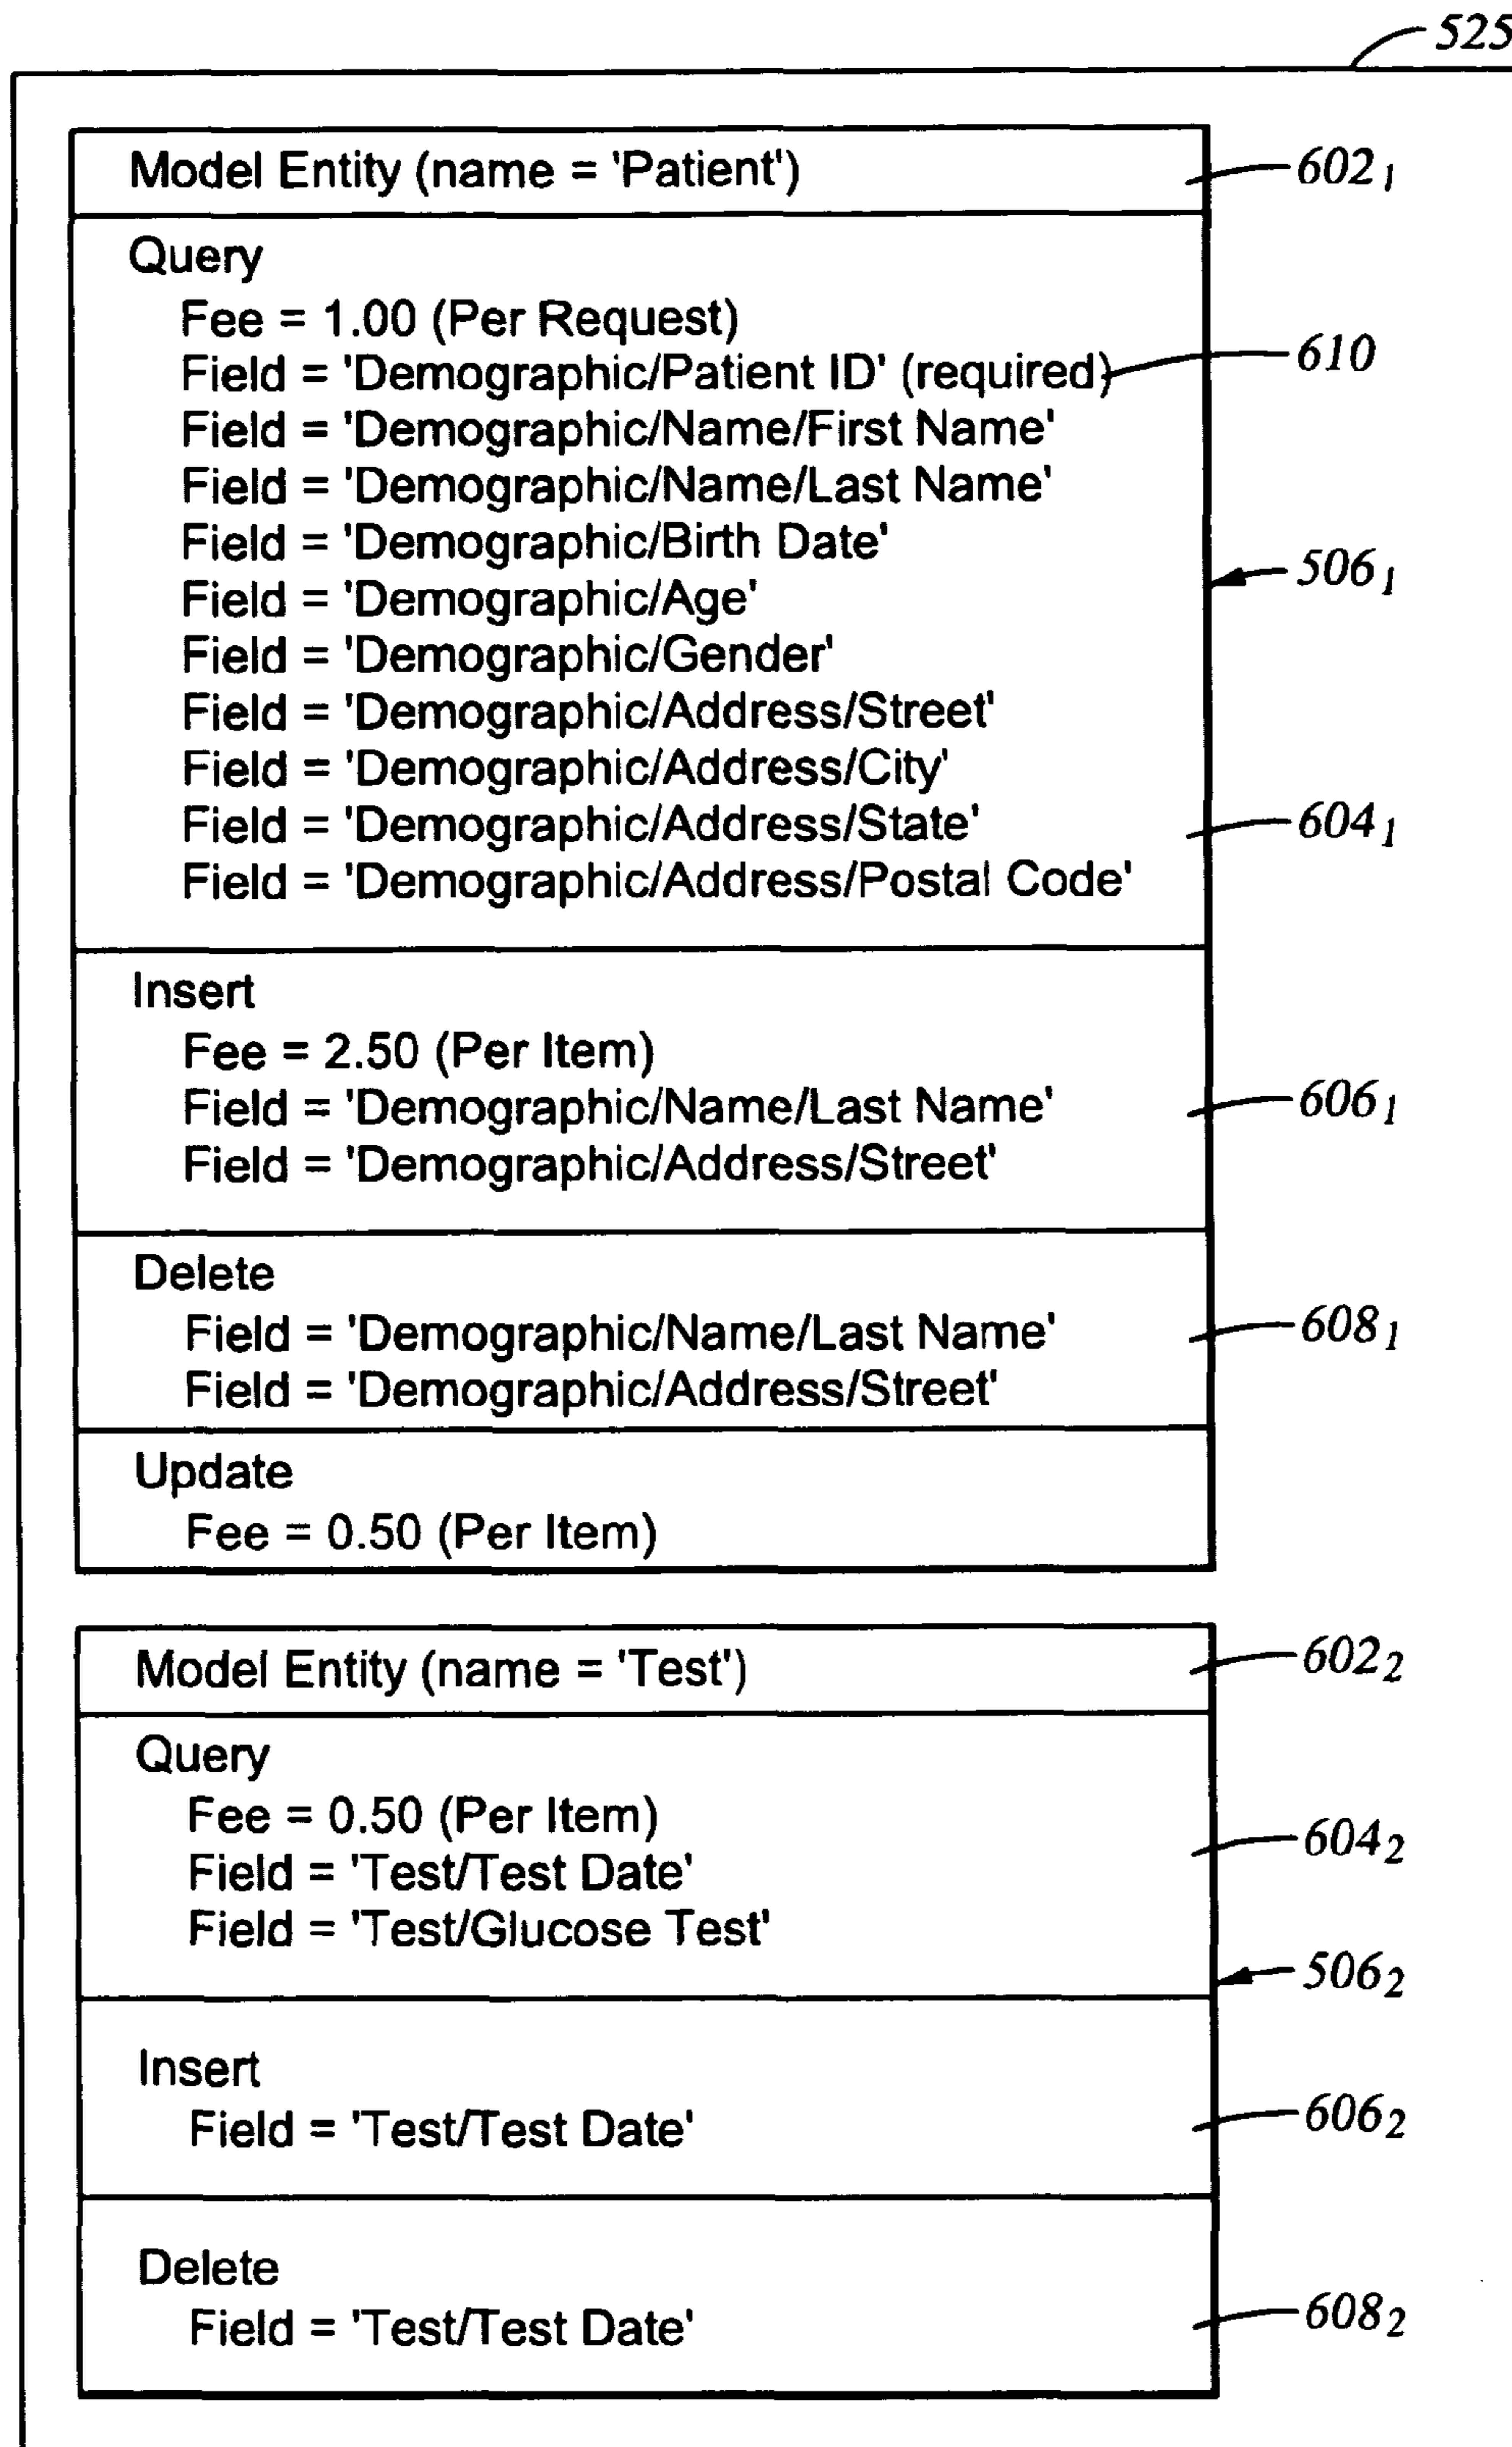 525
Model Entity (name = 'Patient') 602₁
Query
Fee = 1.00 (Per Request)
Field = 'Demographic/Patient ID' (required) 610
Field = 'Demographic/Name/First Name'
Field = 'Demographic/Name/Last Name'
Field = 'Demographic/Birth Date' 506₁
Field = 'Demographic/Age'
Field = 'Demographic/Gender'
Field = 'Demographic/Address/Street'
Field = 'Demographic/Address/City'
Field = 'Demographic/Address/State' 604₁
Field = 'Demographic/Address/Postal Code'
Insert
Fee = 2.50 (Per Item)
Field = 'Demographic/Name/Last Name' 606₁
Field = 'Demographic/Address/Street'
Delete
Field = 'Demographic/Name/Last Name' 608₁
Field = 'Demographic/Address/Street'
Update
Fee = 0.50 (Per Item)
Model Entity (name = 'Test') 602₂
Query
Fee = 0.50 (Per Item) 604₂
Field = 'Test/Test Date'
Field = 'Test/Glucose Test'
506₂
Insert
Field = 'Test/Test Date' 606₂
Delete
Field = 'Test/Test Date' 608₂